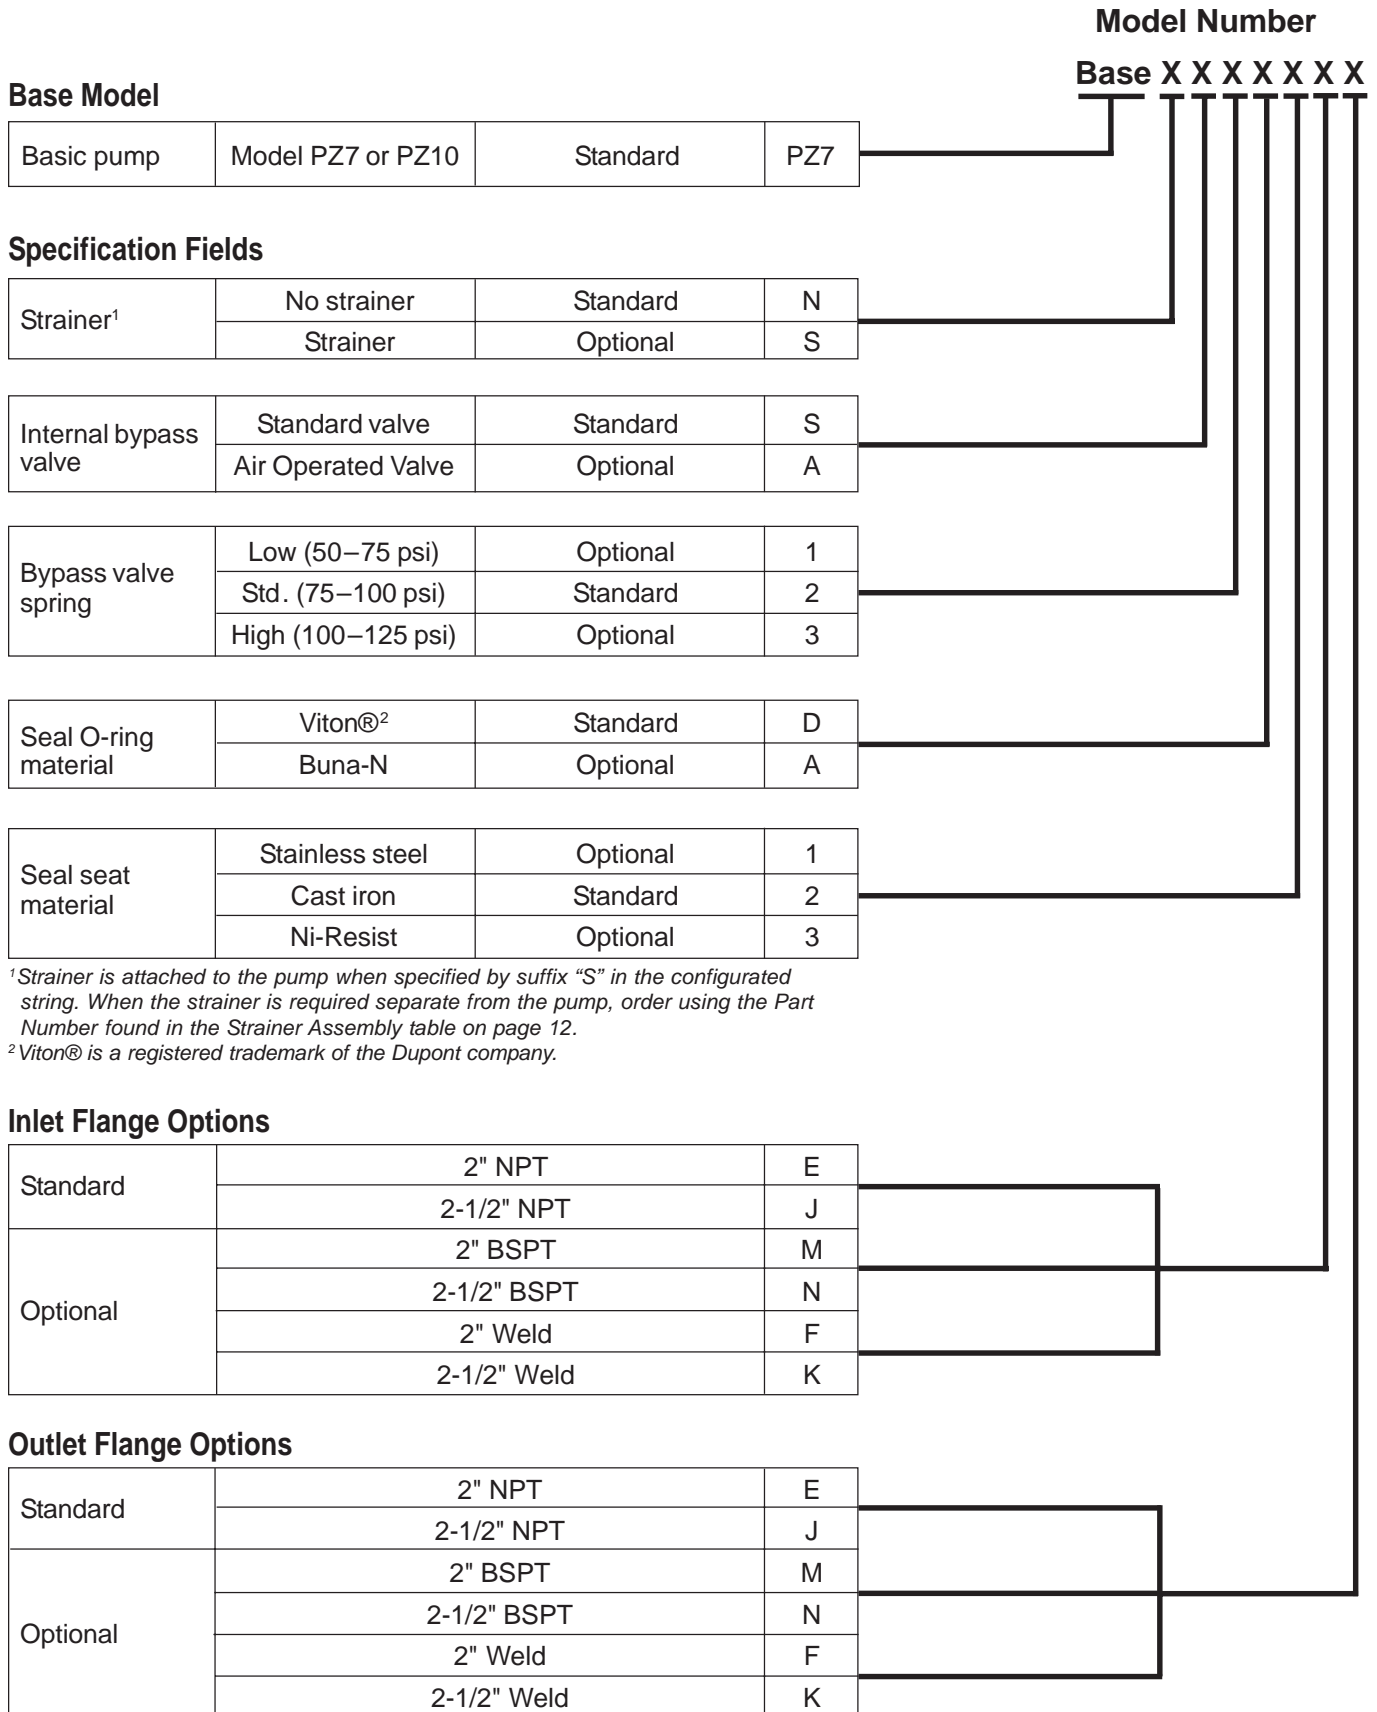 Model Number
Base X X X X X X X
Base Model
Basic pump Model PZ7 or PZ10 Standard PZ7
Specification Fields
Strainer¹
No strainer Standard N
Strainer Optional S
Internal bypass
valve
Standard valve Standard S
Air Operated Valve Optional A
Bypass valve
spring
Low (50–75 psi) Optional 1
Std. (75–100 psi) Standard 2
High (100–125 psi) Optional 3
Seal O-ring
material
Viton®² Standard D
Buna-N Optional A
Seal seat
material
Stainless steel Optional 1
Cast iron Standard 2
Ni-Resist Optional 3
¹Strainer is attached to the pump when specified by suffix “S” in the configurated
string. When the strainer is required separate from the pump, order using the Part
Number found in the Strainer Assembly table on page 12.
²Viton® is a registered trademark of the Dupont company.
Inlet Flange Options
Standard
2" NPT E
2-1/2" NPT J
Optional
2" BSPT M
2-1/2" BSPT N
2" Weld F
2-1/2" Weld K
Outlet Flange Options
Standard
2" NPT E
2-1/2" NPT J
Optional
2" BSPT M
2-1/2" BSPT N
2" Weld F
2-1/2" Weld K